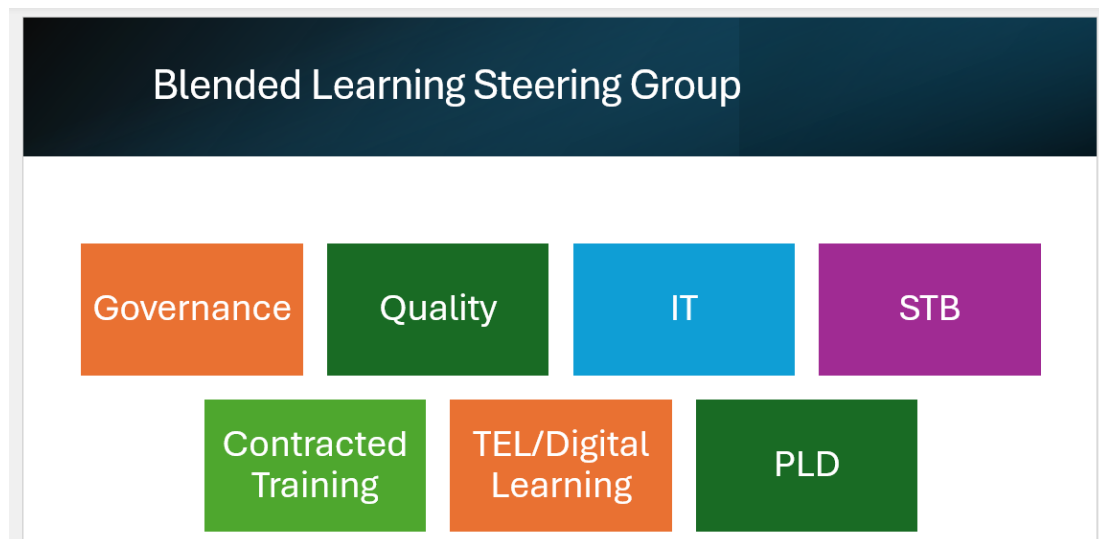 Blended Learning Steering Group
Governance
Quality
IT
STB
Contracted
Training
TEL/Digital
Learning
PLD